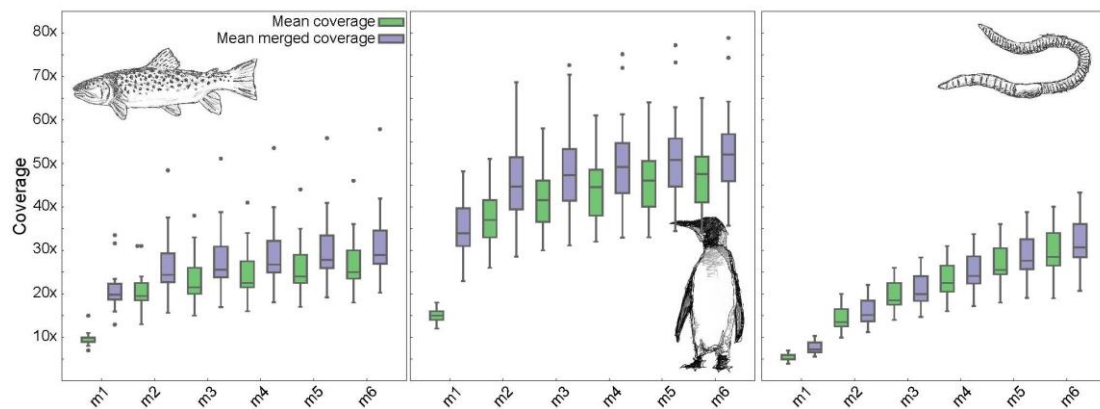 Mean coverage
Mean merged coverage
Coverage
80x
70x
60x
50x
40x
30x
20x
10x
m1 m2 m3 m4 m5 m6
m1 m2 m3 m4 m5 m6
m1 m2 m3 m4 m5 m6